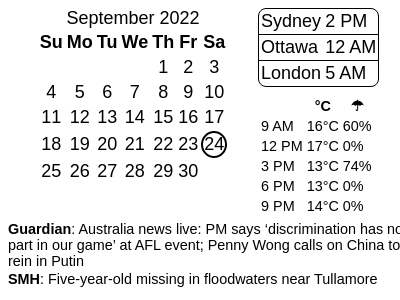 September 2022
Su Mo Tu We Th Fr Sa
1 2 3
4 5 6 7 8 9 10
11 12 13 14 15 16 17
18 19 20 21 22 23 24
25 26 27 28 29 30
Sydney 2 PM
Ottawa 12 AM
London 5 AM
°C ☂
9 AM 16°C 60%
12 PM 17°C 0%
3 PM 13°C 74%
6 PM 13°C 0%
9 PM 14°C 0%
Guardian: Australia news live: PM says ‘discrimination has no
part in our game’ at AFL event; Penny Wong calls on China to
rein in Putin
SMH: Five-year-old missing in floodwaters near Tullamore